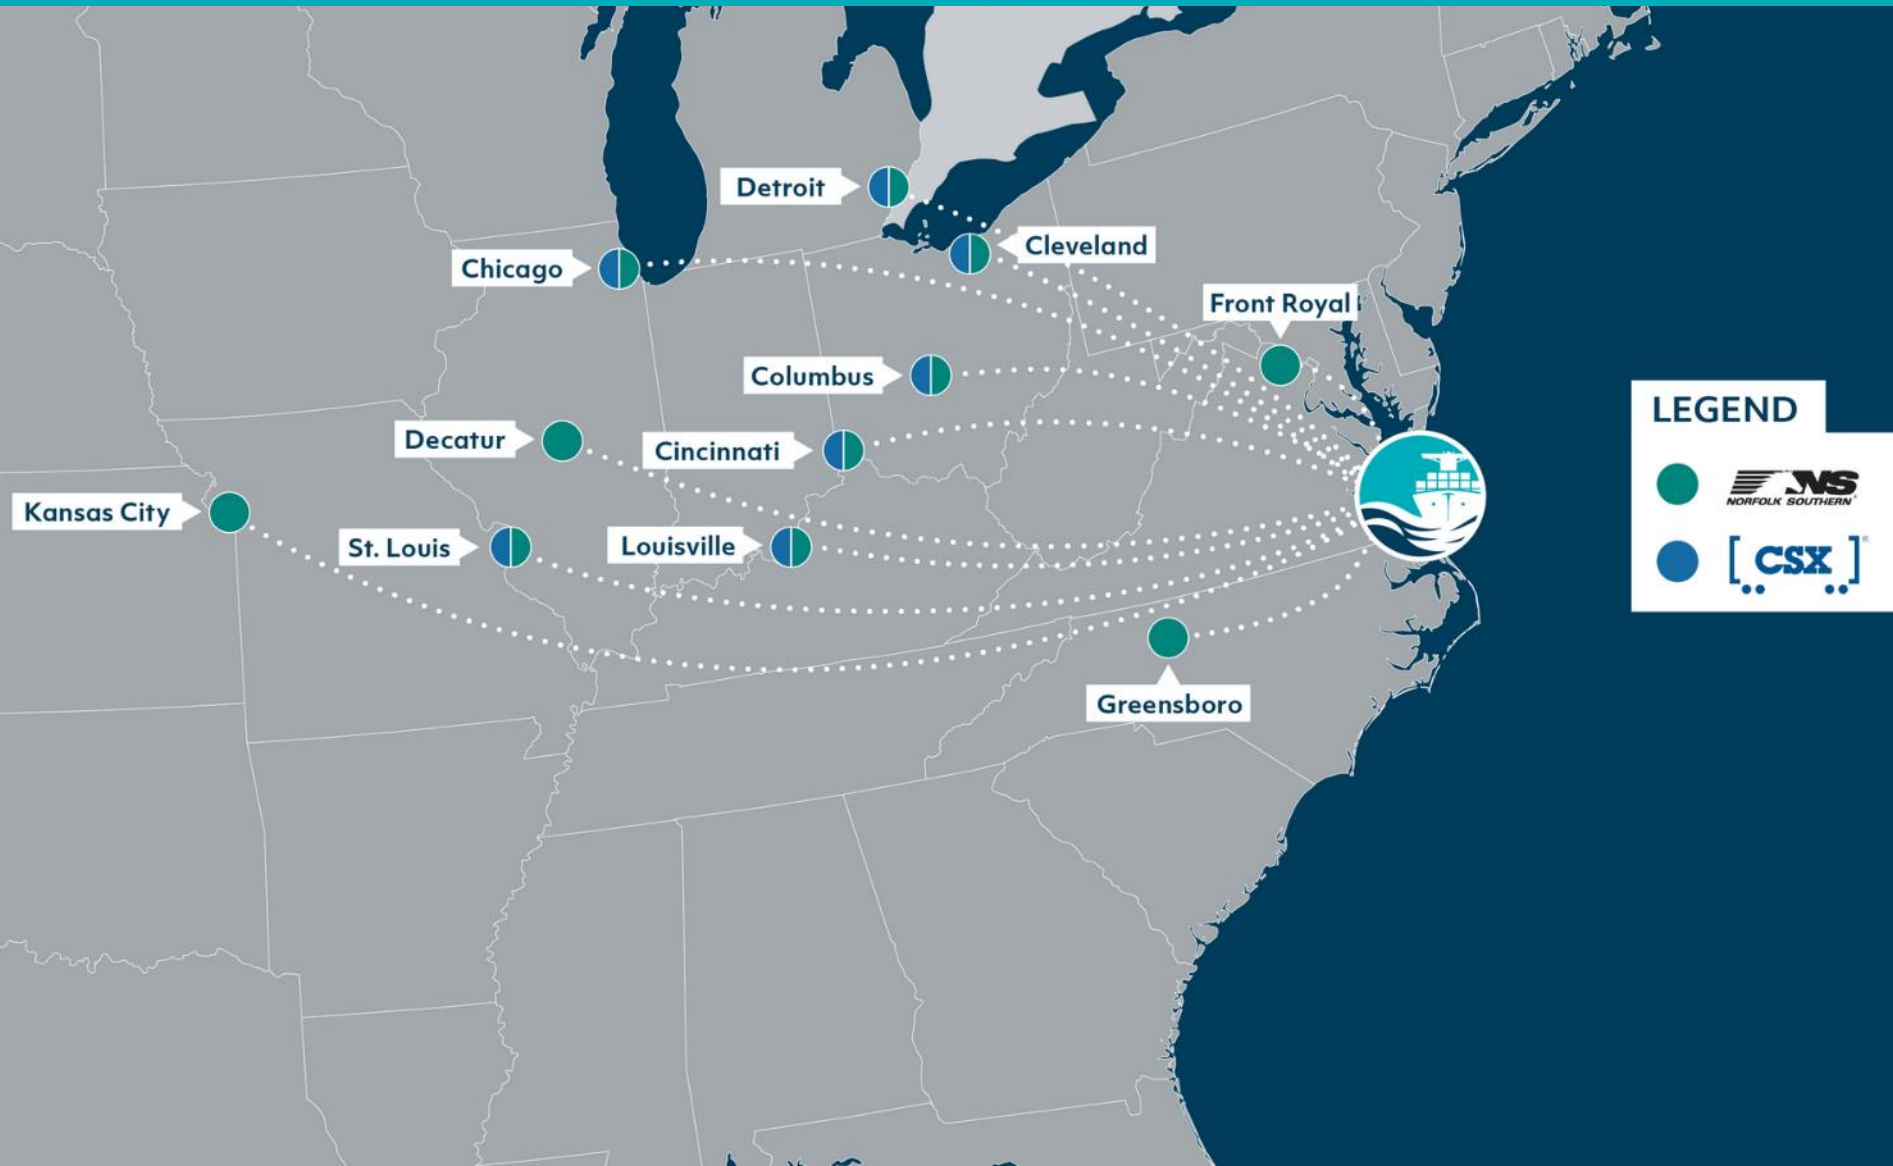 Detroit
Cleveland
Chicago
Front Royal
Columbus
LEGEND
Decatur
Cincinnati
NS
NORFOLK SOUTHERN®
Kansas City
St. Louis
Louisville
[CSX]®
Greensboro